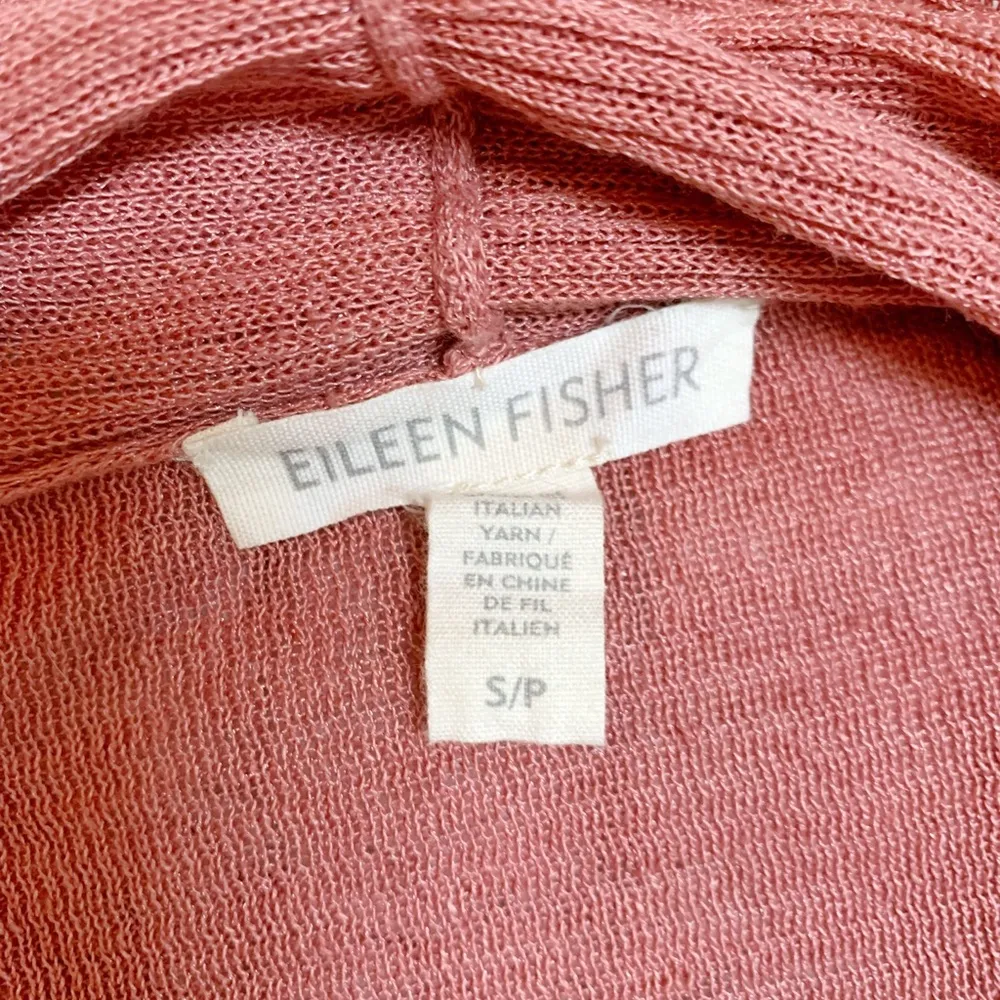 EILEEN FISHER
ITALIAN
YARN /
FABRIQUÉ
EN CHINE
DE FIL
ITALIEN
S/P